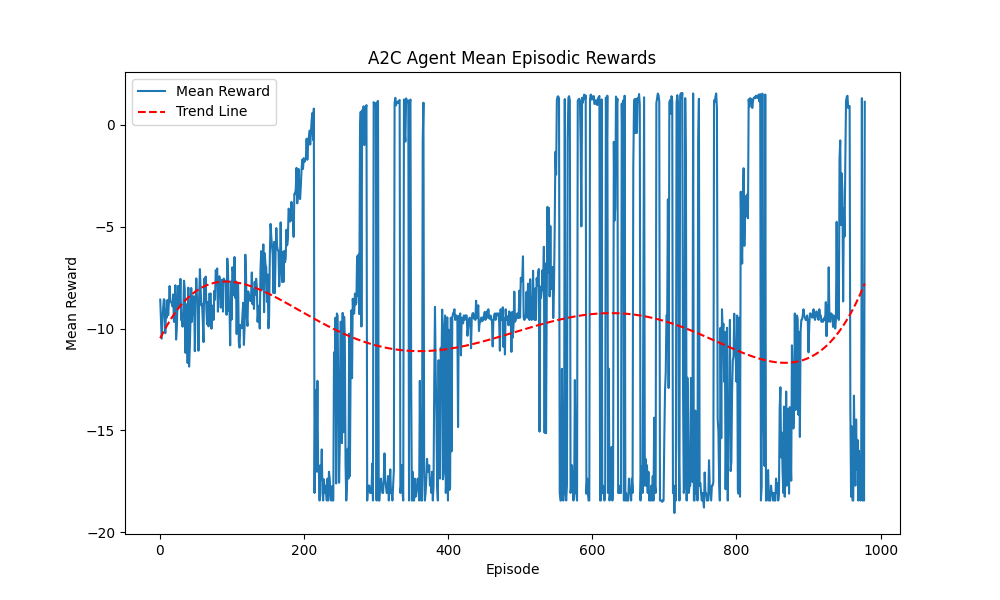 A2C Agent Mean Episodic Rewards
Mean Reward
Trend Line
Mean Reward
0
−5
−10
−15
−20
0 200 400 600 800 1000
Episode